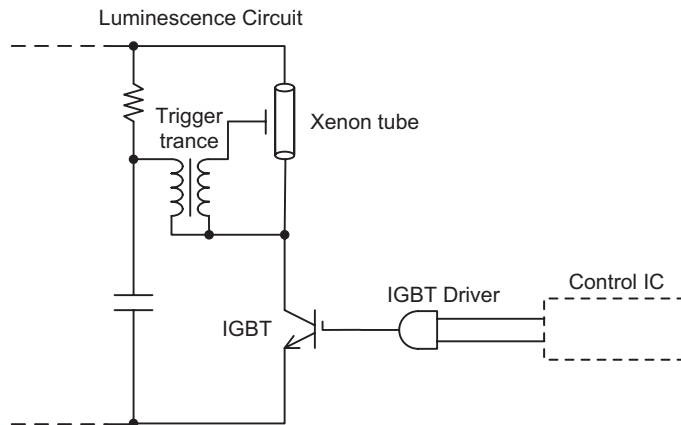 Luminescence Circuit
Trigger
trance
Xenon tube
Control IC
IGBT Driver
IGBT